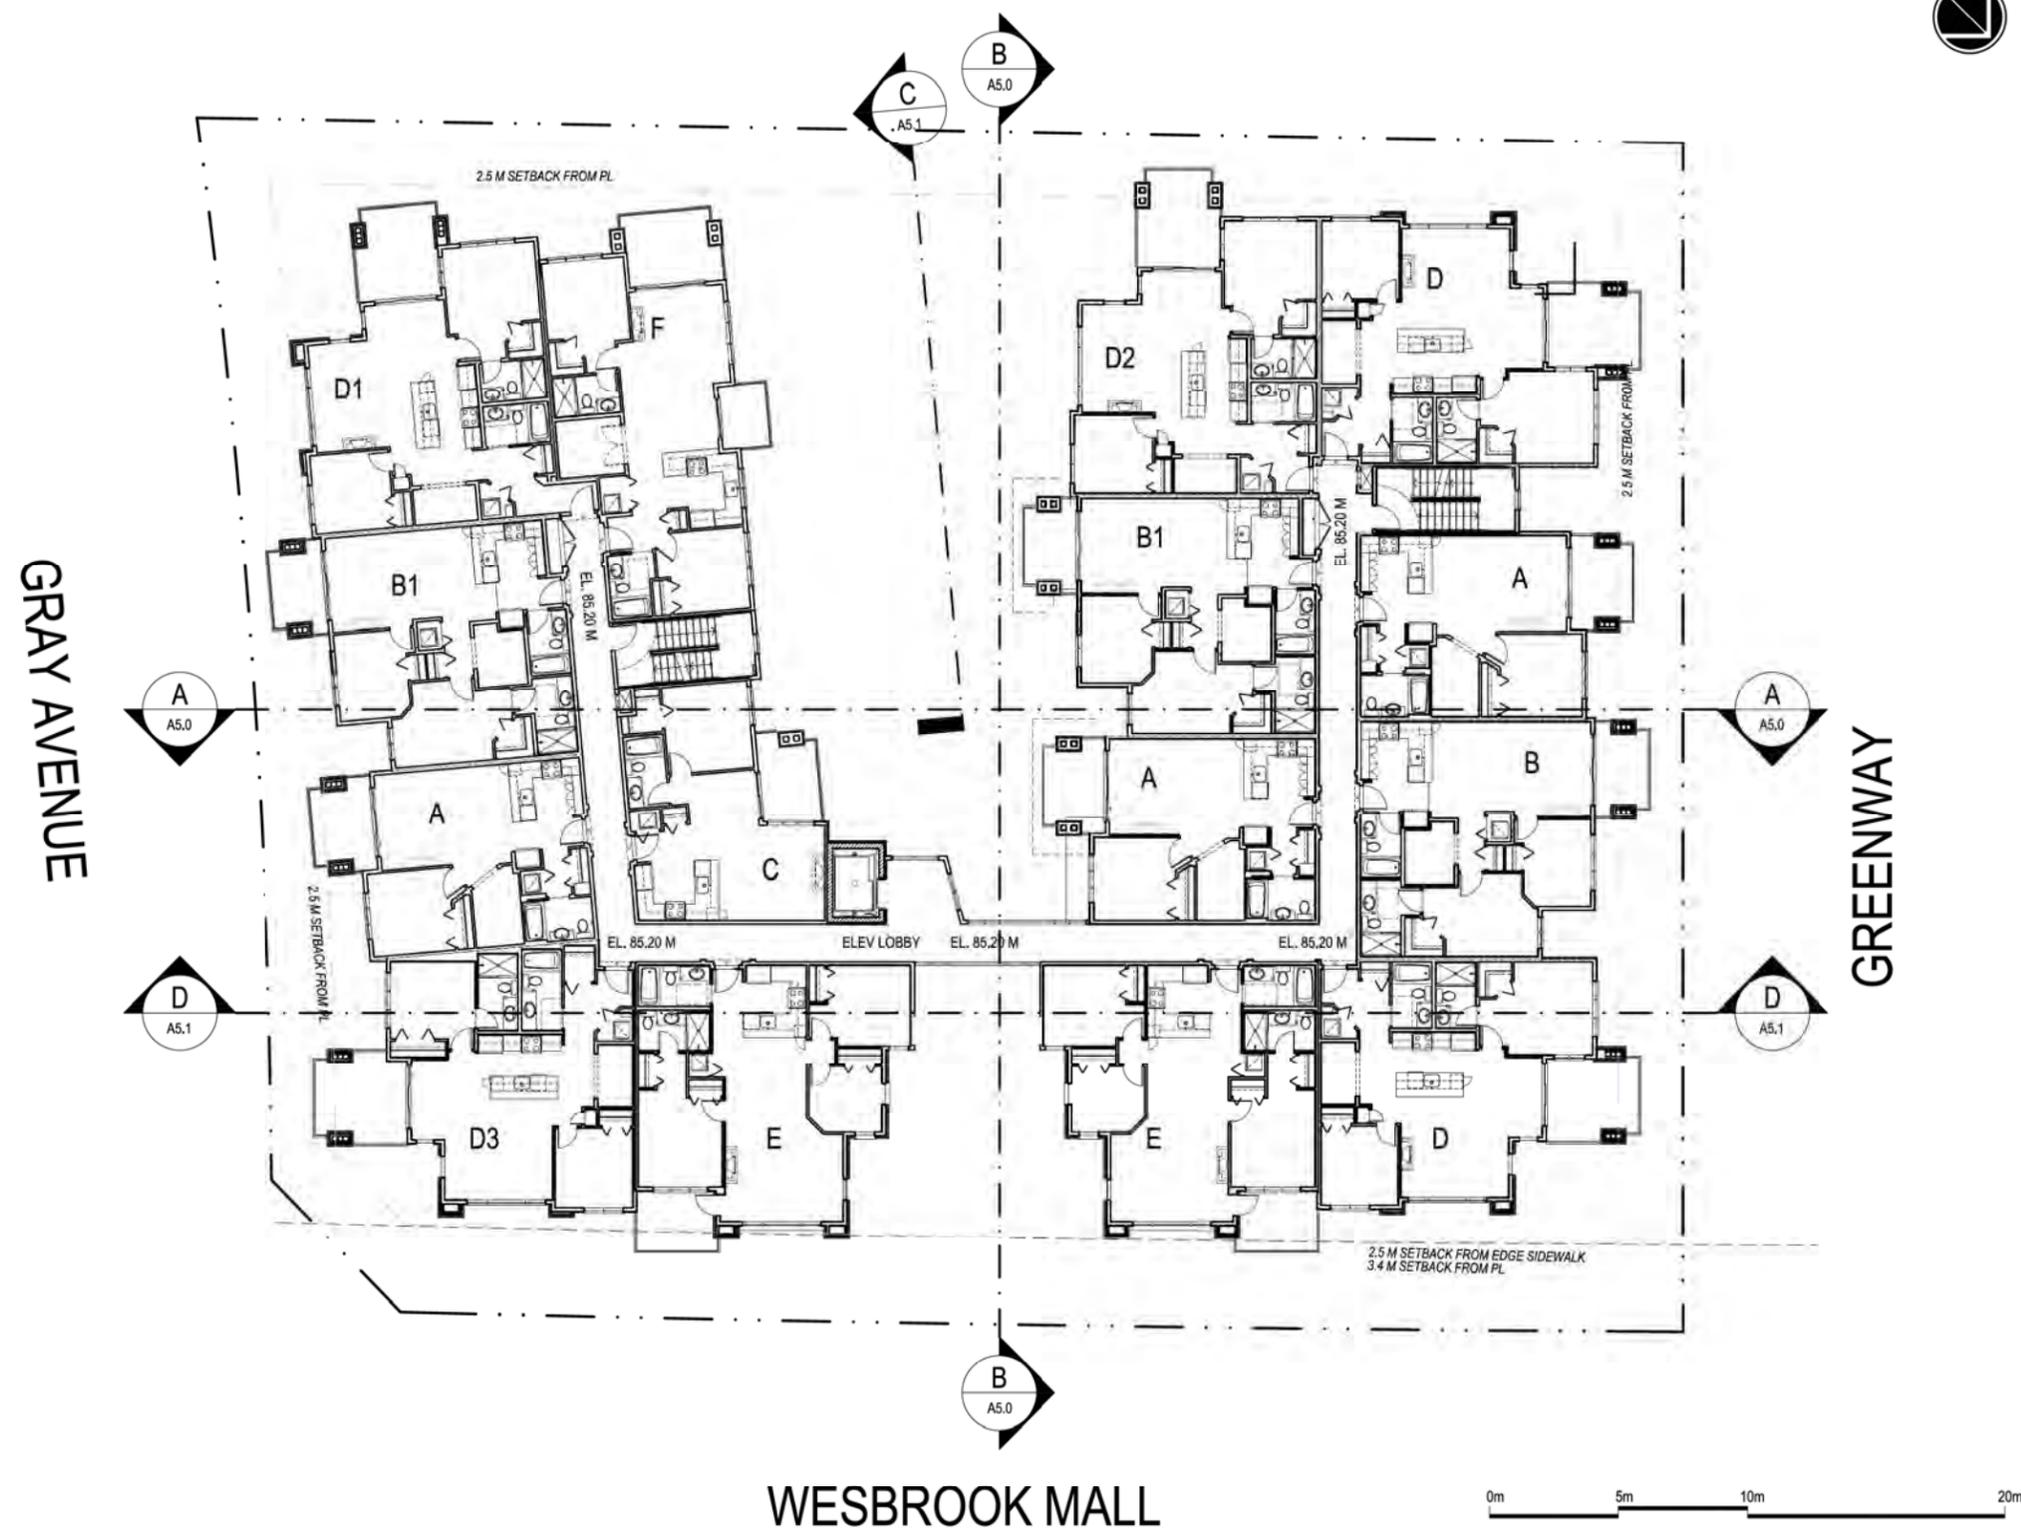 B
A5.0
C
A5.1
2.5 M SETBACK FROM PL
D
F
D2
D1
2.5 M SETBACK FROM
EL. 85.20 M
B1
A
B1
EL. 85.20 M
GRAY AVENUE
A
A5.0
A
A5.0
B
A
A
C
GREENWAY
2.5 M SETBACK FROM PL
EL. 85.20 M
ELEV LOBBY
EL. 85.20 M
EL. 85.20 M
D
A5.1
D
A5.1
D3
E
E
D
2.5 M SETBACK FROM EDGE SIDEWALK
3.4 M SETBACK FROM PL
B
A5.0
WESBROOK MALL
0m
5m
10m
20m